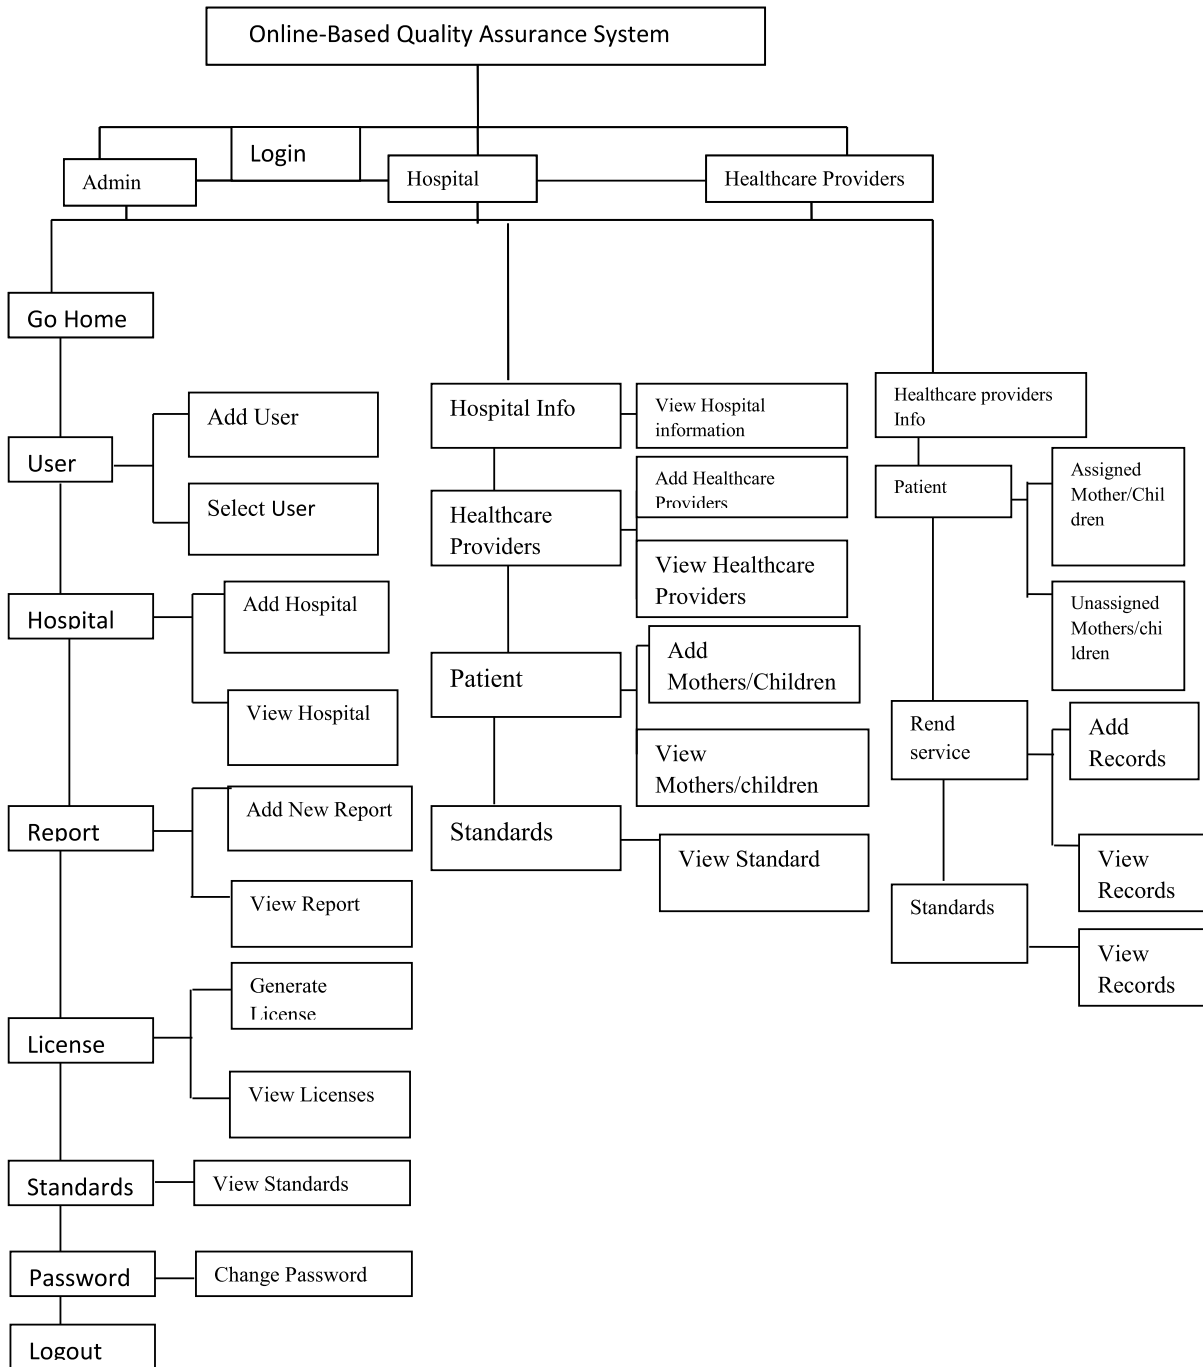 Online-Based Quality Assurance System
Login
Admin
Hospital
Healthcare Providers
Go Home
User
Add User
Select User
Hospital
Add Hospital
View Hospital
Report
Add New Report
View Report
License
Generate
License
View Licenses
Standards
View Standards
Password
Change Password
Logout
Hospital Info
View Hospital
information
Healthcare
Providers
Add Healthcare
Providers
View Healthcare
Providers
Patient
Add
Mothers/Children
View
Mothers/children
Standards
View Standard
Healthcare providers
Info
Patient
Assigned
Mother/Chil
dren
Unassigned
Mothers/chi
ldren
Rend
service
Add
Records
View
Records
Standards
View
Records